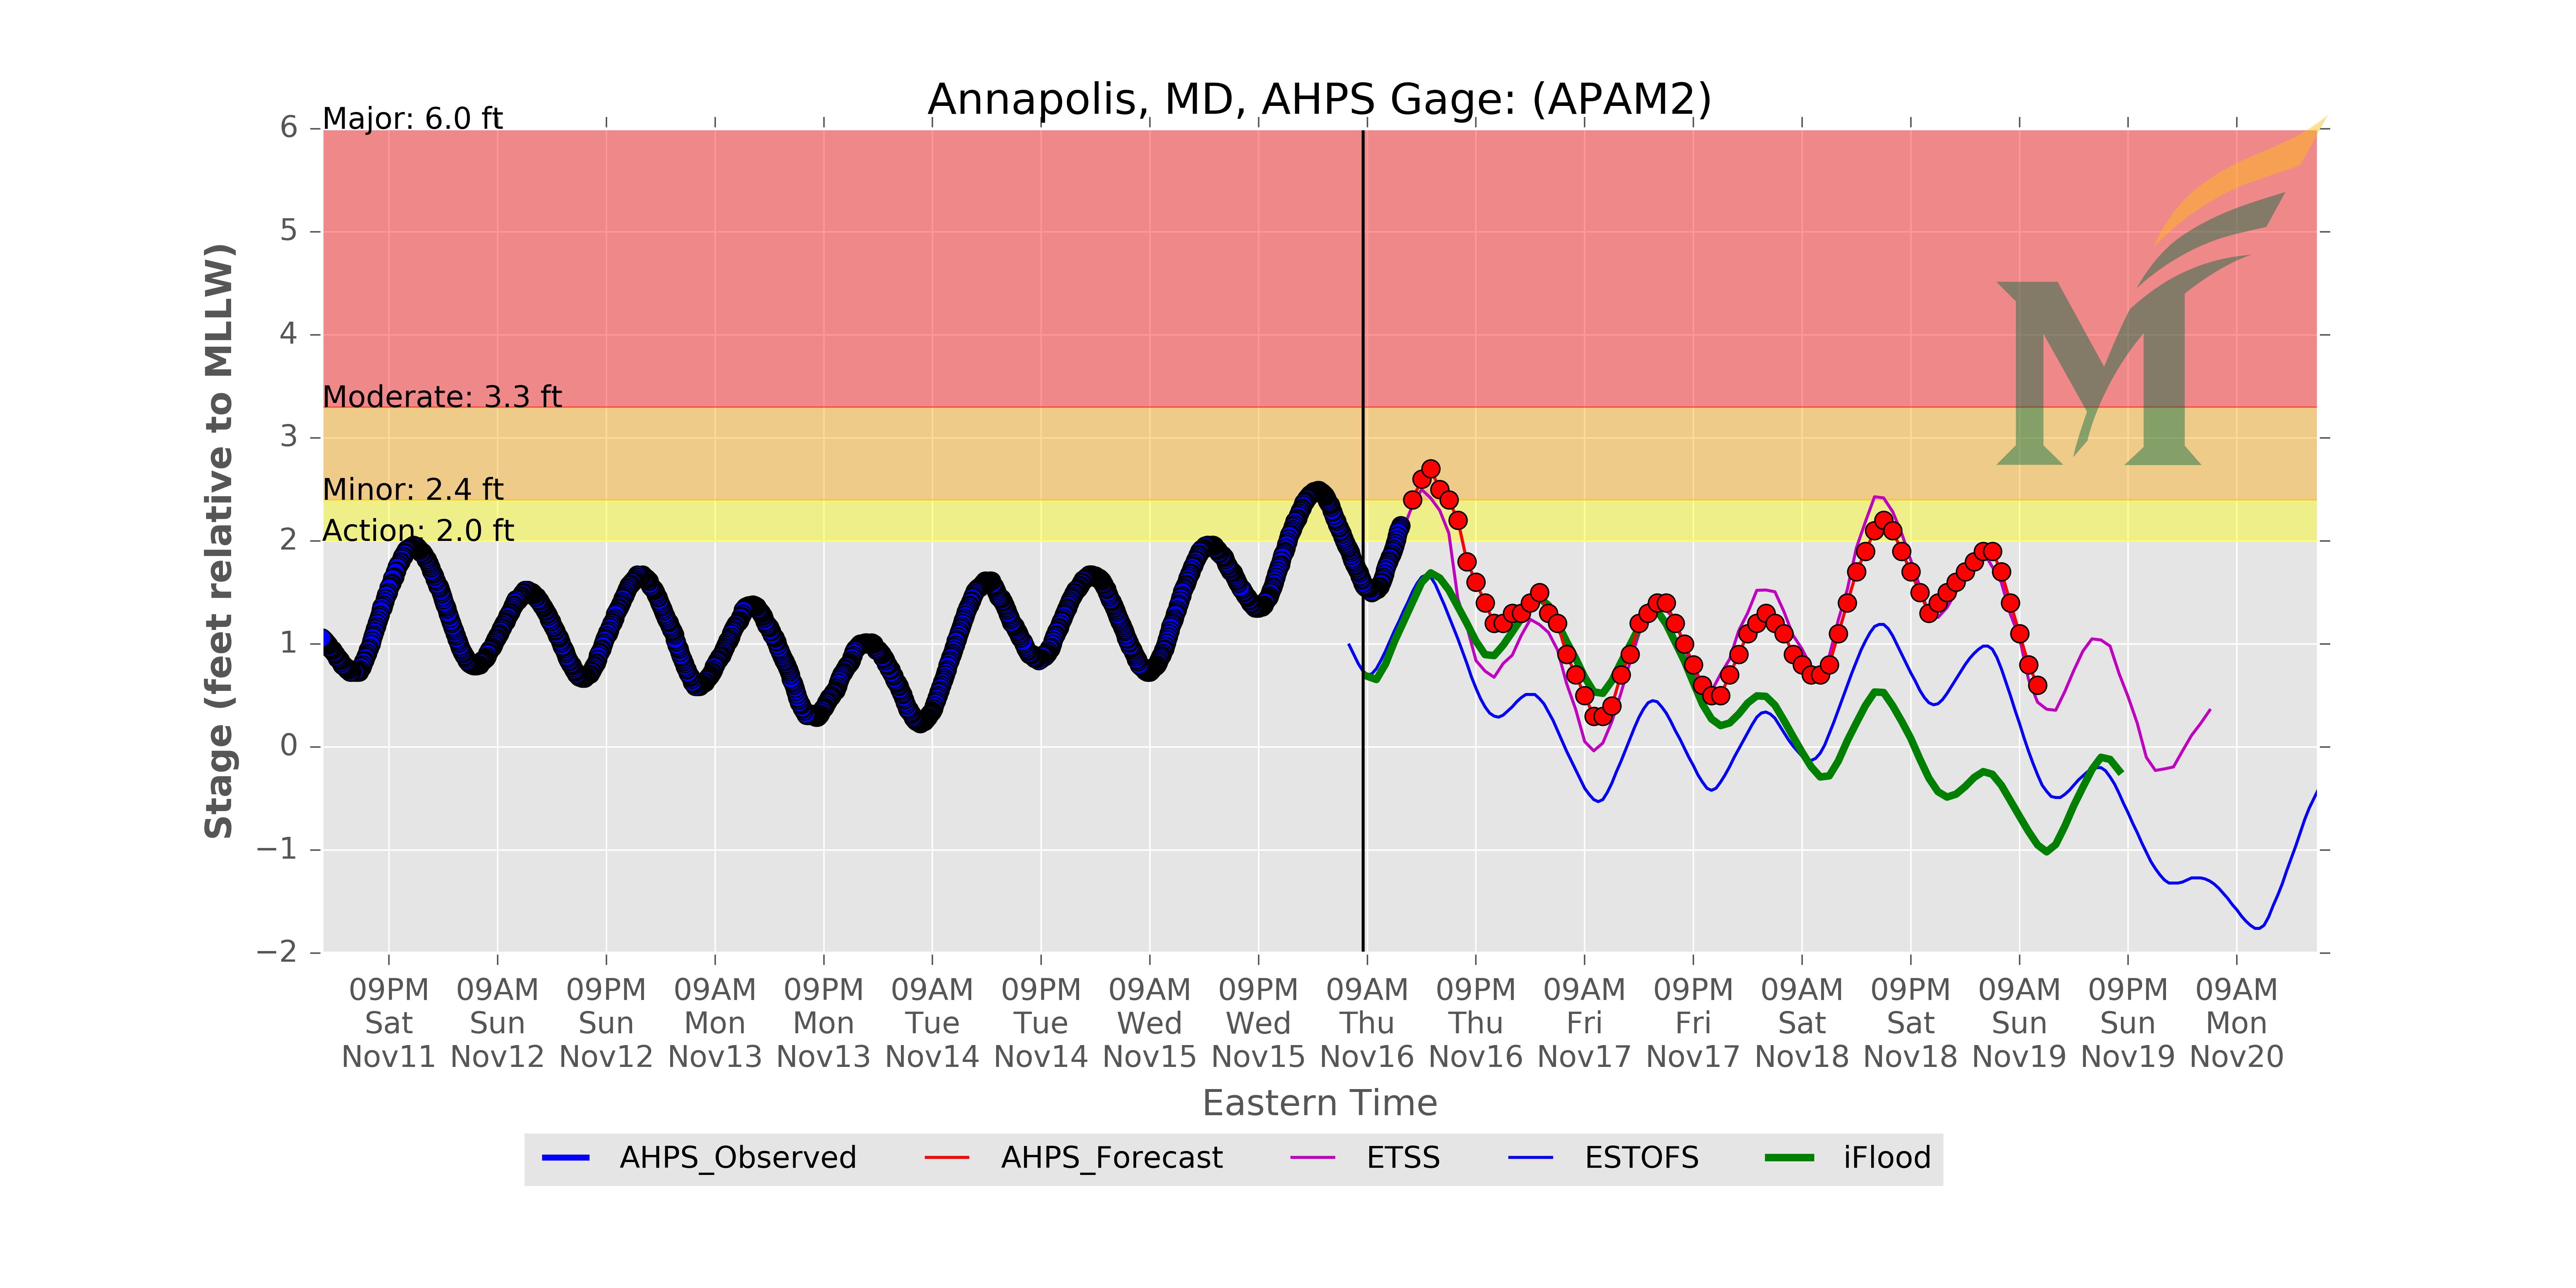 Annapolis, MD, AHPS Gage: (APAM2)
Major: 6.0 ft
Moderate: 3.3 ft
Minor: 2.4 ft
Action: 2.0 ft
Stage (feet relative to MLLW)
6
5
4
3
2
1
0
−1
−2
M
09PM 09AM 09PM 09AM 09PM 09AM 09PM 09AM 09PM 09AM 09PM 09AM 09PM 09AM 09PM 09AM 09PM 09AM
Sat Sun Sun Mon Mon Tue Tue Wed Wed Thu Thu Fri Fri Sat Sat Sun Sun Mon
Nov11 Nov12 Nov12 Nov13 Nov13 Nov14 Nov14 Nov15 Nov15 Nov16 Nov16 Nov17 Nov17 Nov18 Nov18 Nov19 Nov19 Nov20
Eastern Time
AHPS_Observed AHPS_Forecast ETSS ESTOFS iFlood